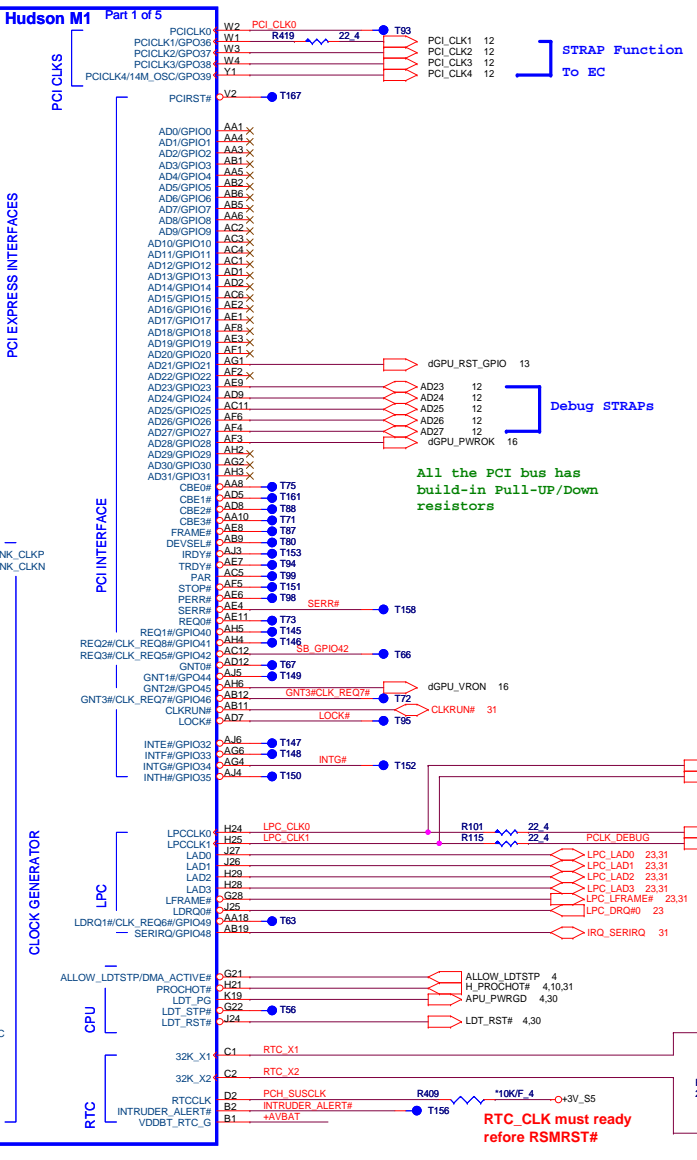 Hudson M1 Part 1 of 5
PCI CLKS
PCICLK0 W2 PCI_CLK0 T93
PCICLK1/GPO36 W1 R419 22_4 PCI_CLK1 12
PCICLK2/GPO37 W3 PCI_CLK2 12
PCICLK3/GPO38 W4 PCI_CLK3 12
PCICLK4/14M_OSC/GPO39 Y1 PCI_CLK4 12
STRAP Function
To EC
PCIRST# V2 T167
PCI EXPRESS INTERFACES
PCI INTERFACE
AD0/GPIO0 AA1
AD1/GPIO1 AA4
AD2/GPIO2 AA3
AD3/GPIO3 AB1
AD4/GPIO4 AA5
AD5/GPIO5 AB2
AD6/GPIO6 AB6
AD7/GPIO7 AB5
AD8/GPIO8 AA6
AD9/GPIO9 AC2
AD10/GPIO10 AC3
AD11/GPIO11 AC4
AD12/GPIO12 AC1
AD13/GPIO13 AD1
AD14/GPIO14 AD2
AD15/GPIO15 AC6
AD16/GPIO16 AE2
AD17/GPIO17 AE1
AD18/GPIO18 AF8
AD19/GPIO19 AE3
AD20/GPIO20 AF1
AD21/GPIO21 AG1 dGPU_RST_GPIO 13
AD22/GPIO22 AF2
AD23/GPIO23 AE9 AD23 12
AD24/GPIO24 AD9 AD24 12
AD25/GPIO25 AC11 AD25 12
AD26/GPIO26 AF6 AD26 12
AD27/GPIO27 AF4 AD27 12
Debug STRAPs
AD28/GPIO28 AF3 dGPU_PWROK 16
AD29/GPIO29 AH2
AD30/GPIO30 AG2
AD31/GPIO31 AH3
All the PCI bus has
build-in Pull-UP/Down
resistors
CBE0# AA8 T75
CBE1# AD5 T161
CBE2# AD8 T88
CBE3# AA10 T71
FRAME# AE8 T87
DEVSEL# AB9 T80
IRDY# AJ3 T153
TRDY# AE7 T94
PAR AC5 T99
STOP# AF5 T151
PERR# AE6 T98
SERR# AE4 SERR# T158
REQ0# AE11 T73
REQ1#/GPIO40 AH5 T145
REQ2#/CLK_REQ8#/GPIO41 AH4 T146
REQ3#/CLK_REQ5#/GPIO42 AC12 SB_GPIO42 T66
GNT0# AD12 T67
GNT1#/GPO44 AJ5 T149
GNT2#/GPO45 AH6 dGPU_VRON 16
GNT3#/CLK_REQ7#/GPIO46 AB12 GNT3#CLK_REQ7# T72
CLKRUN# AB11 CLKRUN# 31
LOCK# AD7 LOCK# T95
INTE#/GPIO32 AJ6 T147
INTF#/GPIO33 AG6 T148
INTG#/GPIO34 AG4 INTG# T152
INTH#/GPIO35 AJ4 T150
NK_CLKP
NK_CLKN
CLOCK GENERATOR
LPC
LPCCLK0 H24 LPC_CLK0 R101 22_4
LPCCLK1 H25 LPC_CLK1 R115 22_4 PCLK_DEBUG
LAD0 J27 LPC_LAD0 23,31
LAD1 J26 LPC_LAD1 23,31
LAD2 H29 LPC_LAD2 23,31
LAD3 H28 LPC_LAD3 23,31
LFRAME# G28 LPC_LFRAME# 23,31
LDRQ0# J25 LPC_DRQ#0 23
LDRQ1#/CLK_REQ6#/GPIO49 AA18 T63
SERIRQ/GPIO48 AB19 IRQ_SERIRQ 31
CPU
ALLOW_LDTSTP/DMA_ACTIVE# G21 ALLOW_LDTSTP 4
PROCHOT# H21 H_PROCHOT# 4,10,31
LDT_PG K19 APU_PWRGD 4,30
LDT_STP# G22 T56
LDT_RST# J24 LDT_RST# 4,30
C
RTC
32K_X1 C1 RTC_X1
32K_X2 C2 RTC_X2
RTCCLK D2 PCH_SUSCLK R409 *10K/F_4 +3V_S5
INTRUDER_ALERT# B2 INTRUDER_ALERT# T156
VDDBT_RTC_G B1 +AVBAT
RTC_CLK must ready
refore RSMRST#